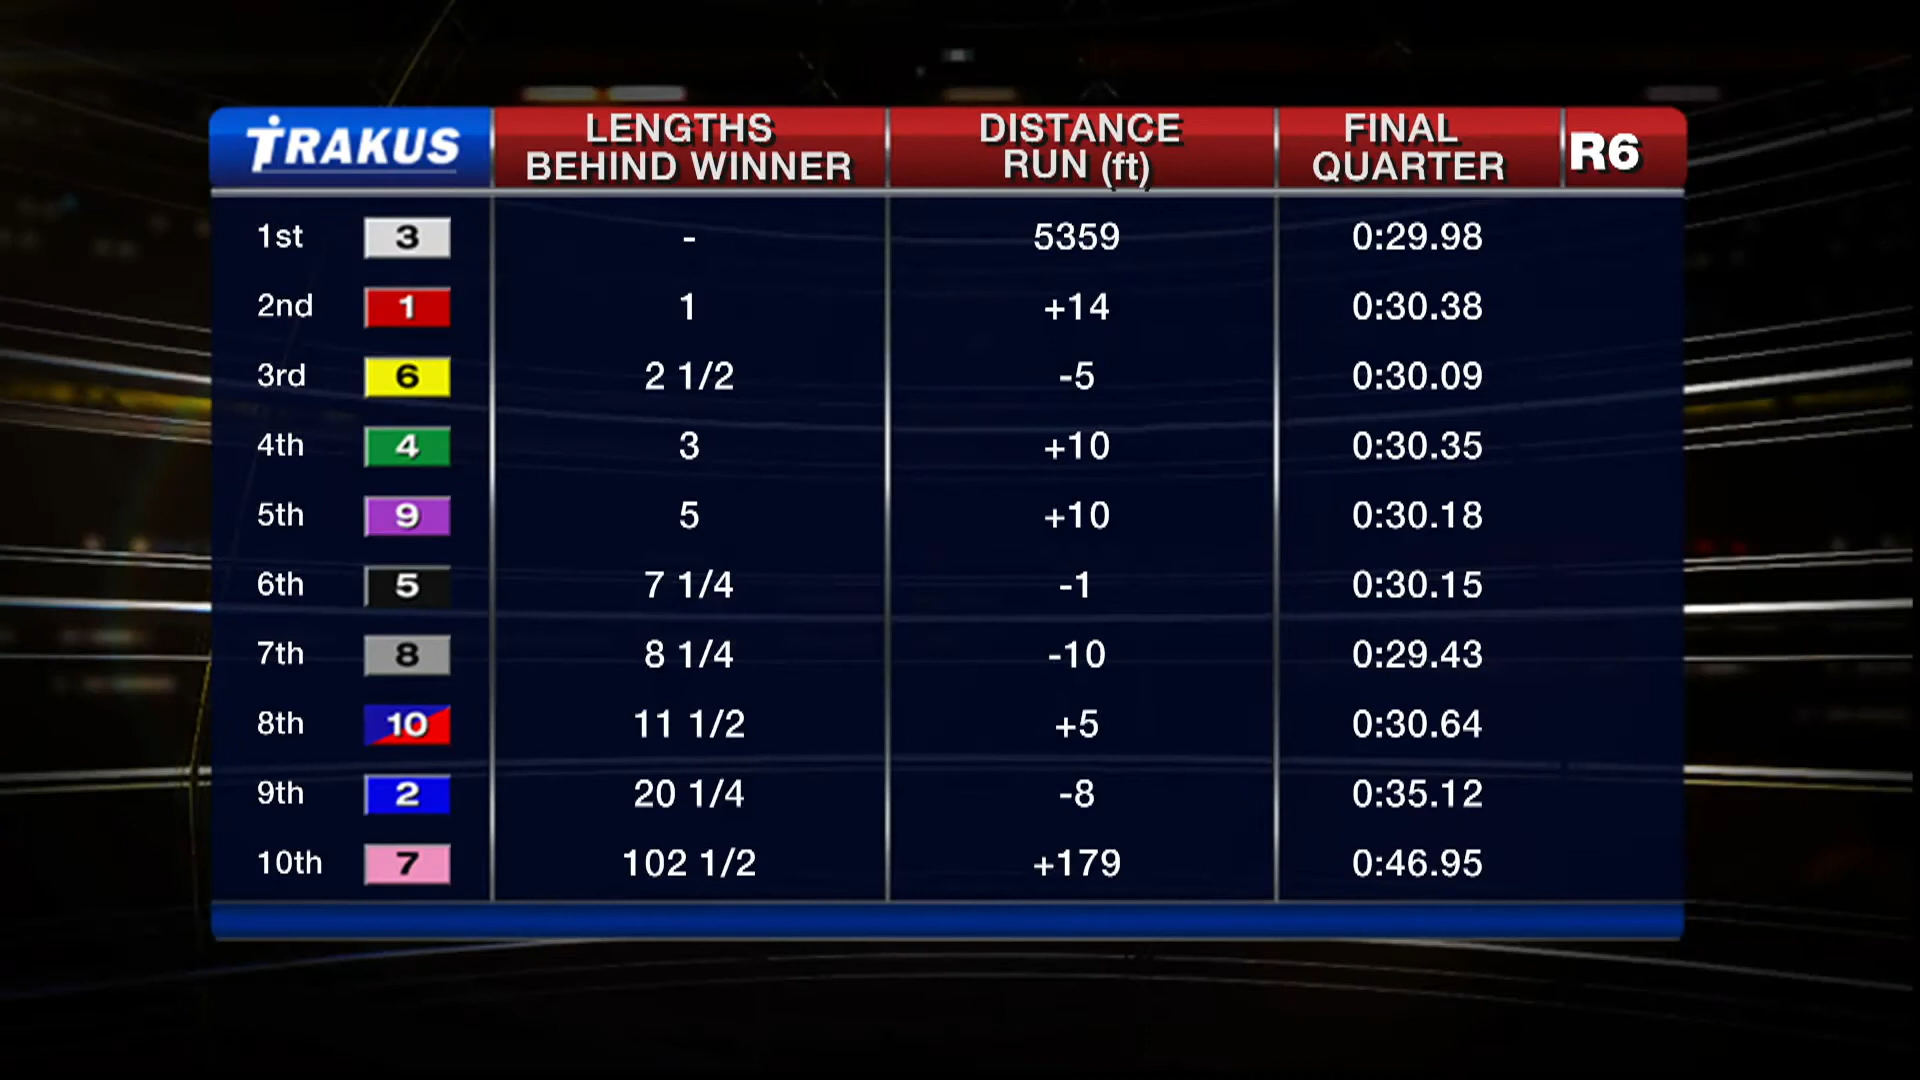 TRAKUS LENGTHS BEHIND WINNER DISTANCE RUN (ft) FINAL QUARTER R6
1st 3 - 5359 0:29.98
2nd 1 1 +14 0:30.38
3rd 6 2 1/2 -5 0:30.09
4th 4 3 +10 0:30.35
5th 9 5 +10 0:30.18
6th 5 7 1/4 -1 0:30.15
7th 8 8 1/4 -10 0:29.43
8th 10 11 1/2 +5 0:30.64
9th 2 20 1/4 -8 0:35.12
10th 7 102 1/2 +179 0:46.95